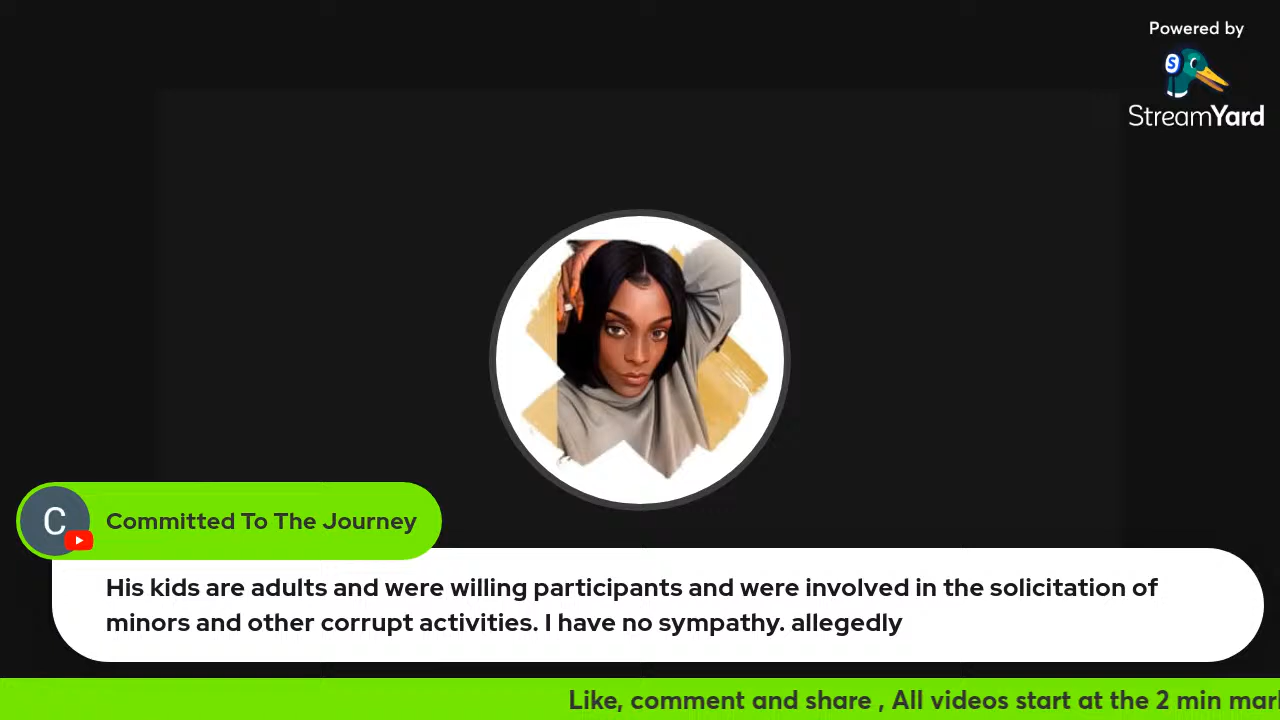 Powered by
S
StreamYard
C
Committed To The Journey
His kids are adults and were willing participants and were involved in the solicitation of
minors and other corrupt activities. I have no sympathy. allegedly
Like, comment and share , All videos start at the 2 min mar